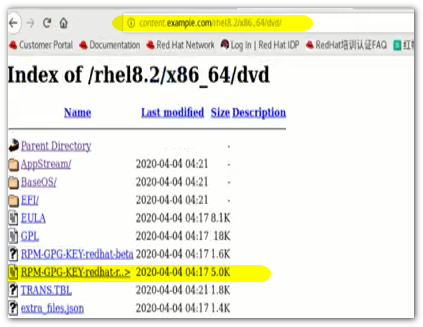 content.example.com/rhel8.2/x86_64/dvd/
Customer Portal Documentation Red Hat Network Log In | Red Hat IDP RedHat培训认证FAQ 红帽
Index of /rhel8.2/x86_64/dvd
Name Last modified Size Description
Parent Directory -
AppStream/ 2020-04-04 04:21 -
BaseOS/ 2020-04-04 04:21 -
EFI/ 2020-04-04 04:21 -
EULA 2020-04-04 04:17 8.1K
GPL 2020-04-04 04:17 18K
RPM-GPG-KEY-redhat-beta 2020-04-04 04:17 1.6K
RPM-GPG-KEY-redhat-r..> 2020-04-04 04:17 5.0K
TRANS.TBL 2020-04-04 04:21 1.8K
extra_files.json 2020-04-04 04:17 1.4K